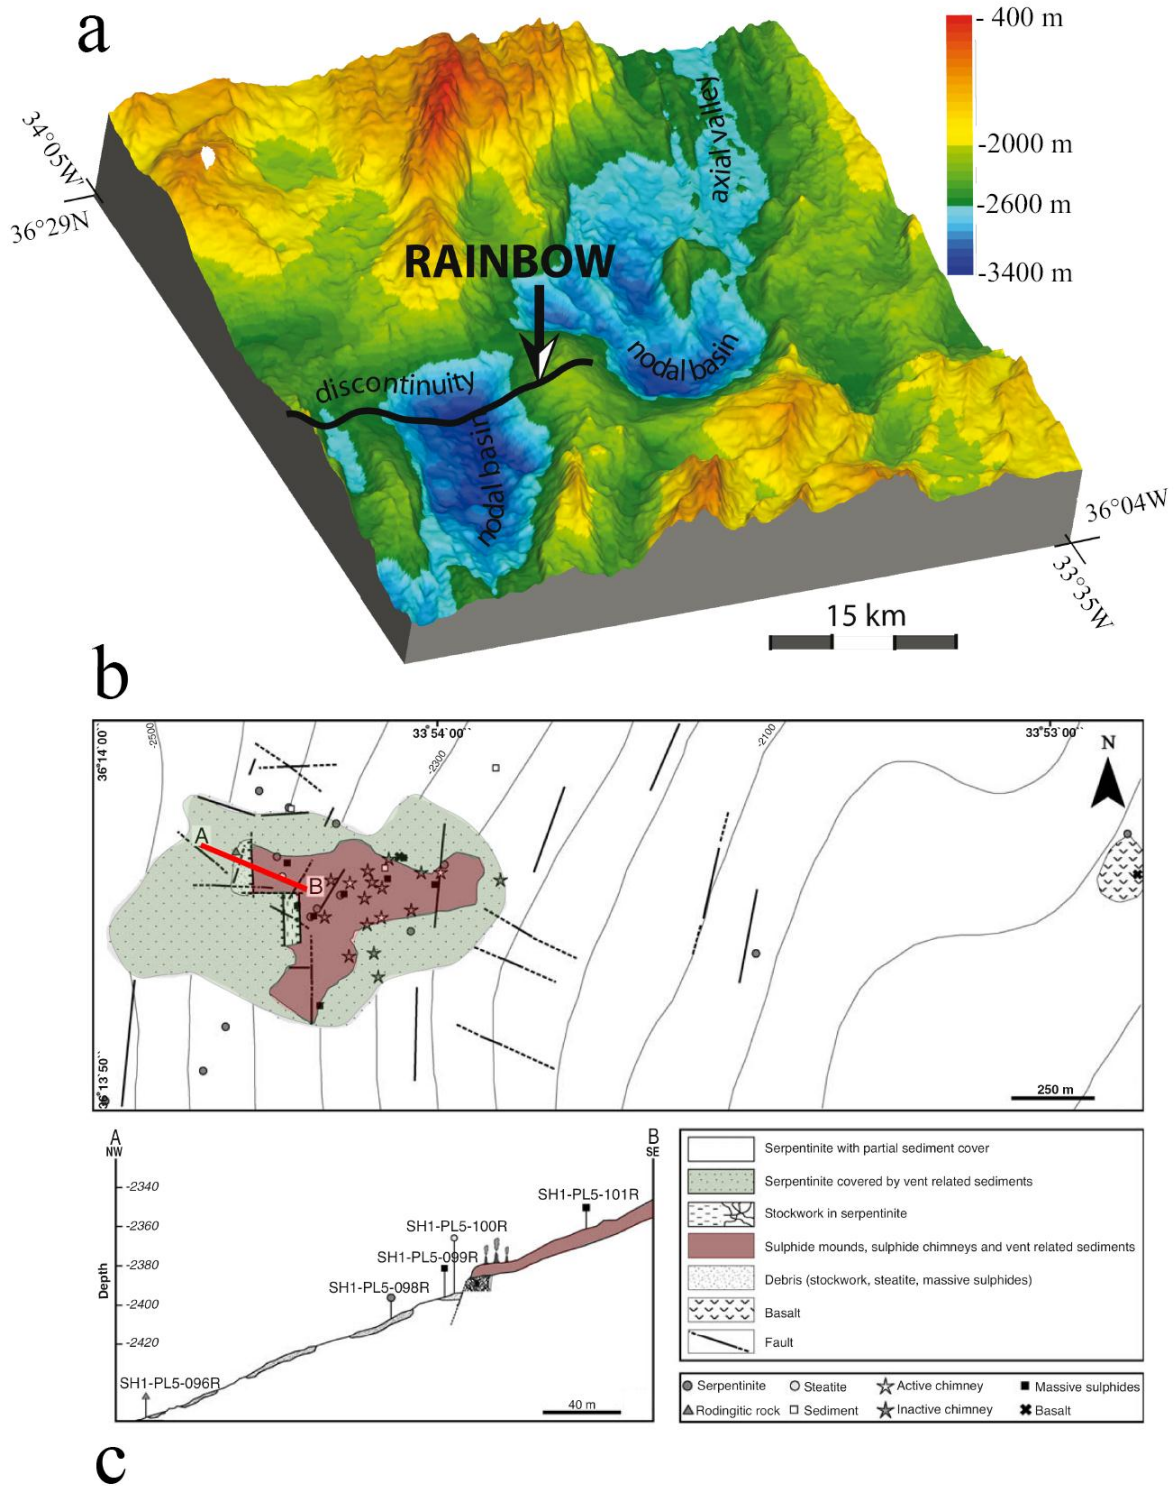 a
- 400 m
-2000 m
-2600 m
-3400 m
34°05W'
36°29N
axial valley
RAINBOW
nodal basin
discontinuity
nodal basin
36°04W
33°35W
15 km
b
36°14'00``
-2500
33°54'00``
-2300
-2100
33°53'00``
N
A
B
36°13'50``
250 m
A
NW
B
SE
Depth
-2340
-2360
-2380
-2400
-2420
SH1-PL5-101R
SH1-PL5-100R
SH1-PL5-099R
SH1-PL5-098R
SH1-PL5-096R
40 m
Serpentinite with partial sediment cover
Serpentinite covered by vent related sediments
Stockwork in serpentinite
Sulphide mounds, sulphide chimneys and vent related sediments
Debris (stockwork, steatite, massive sulphides)
Basalt
Fault
Serpentinite
Steatite
Active chimney
Massive sulphides
Rodingitic rock
Sediment
Inactive chimney
Basalt
c